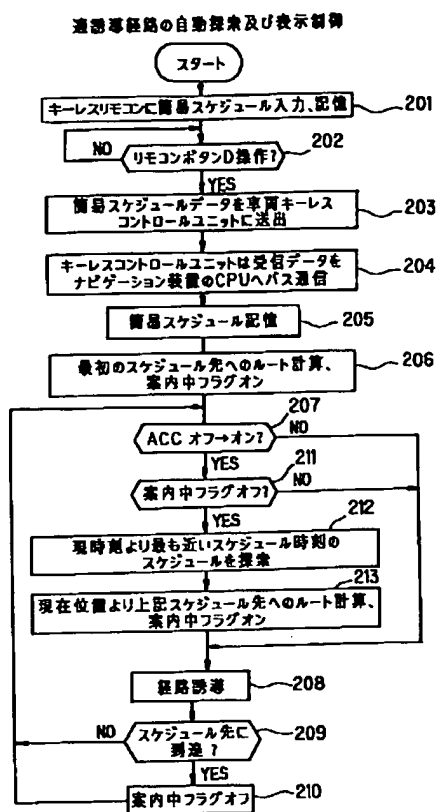 適誘導経路の自動探索及び表示制御
スタート
キーレスリモコンに簡易スケジュール入力、記憶
201
リモコンボタンD操作?
202
NO
YES
簡易スケジュールデータを車両キーレス
コントロールユニットに送出
203
キーレスコントロールユニットは受信データを
ナビゲーション装置のCPUへバス通信
204
簡易スケジュール記憶
205
最初のスケジュール先へのルート計算、
案内中フラグオン
206
ACC オフ→オン?
207
NO
YES
案内中フラグオフ?
211
NO
YES
212
現時刻より最も近いスケジュール時刻の
スケジュールを探索
213
現在位置より上記スケジュール先へのルート計算、
案内中フラグオン
経路誘導
208
NO
スケジュール先に
到達?
209
YES
案内中フラグオフ
210